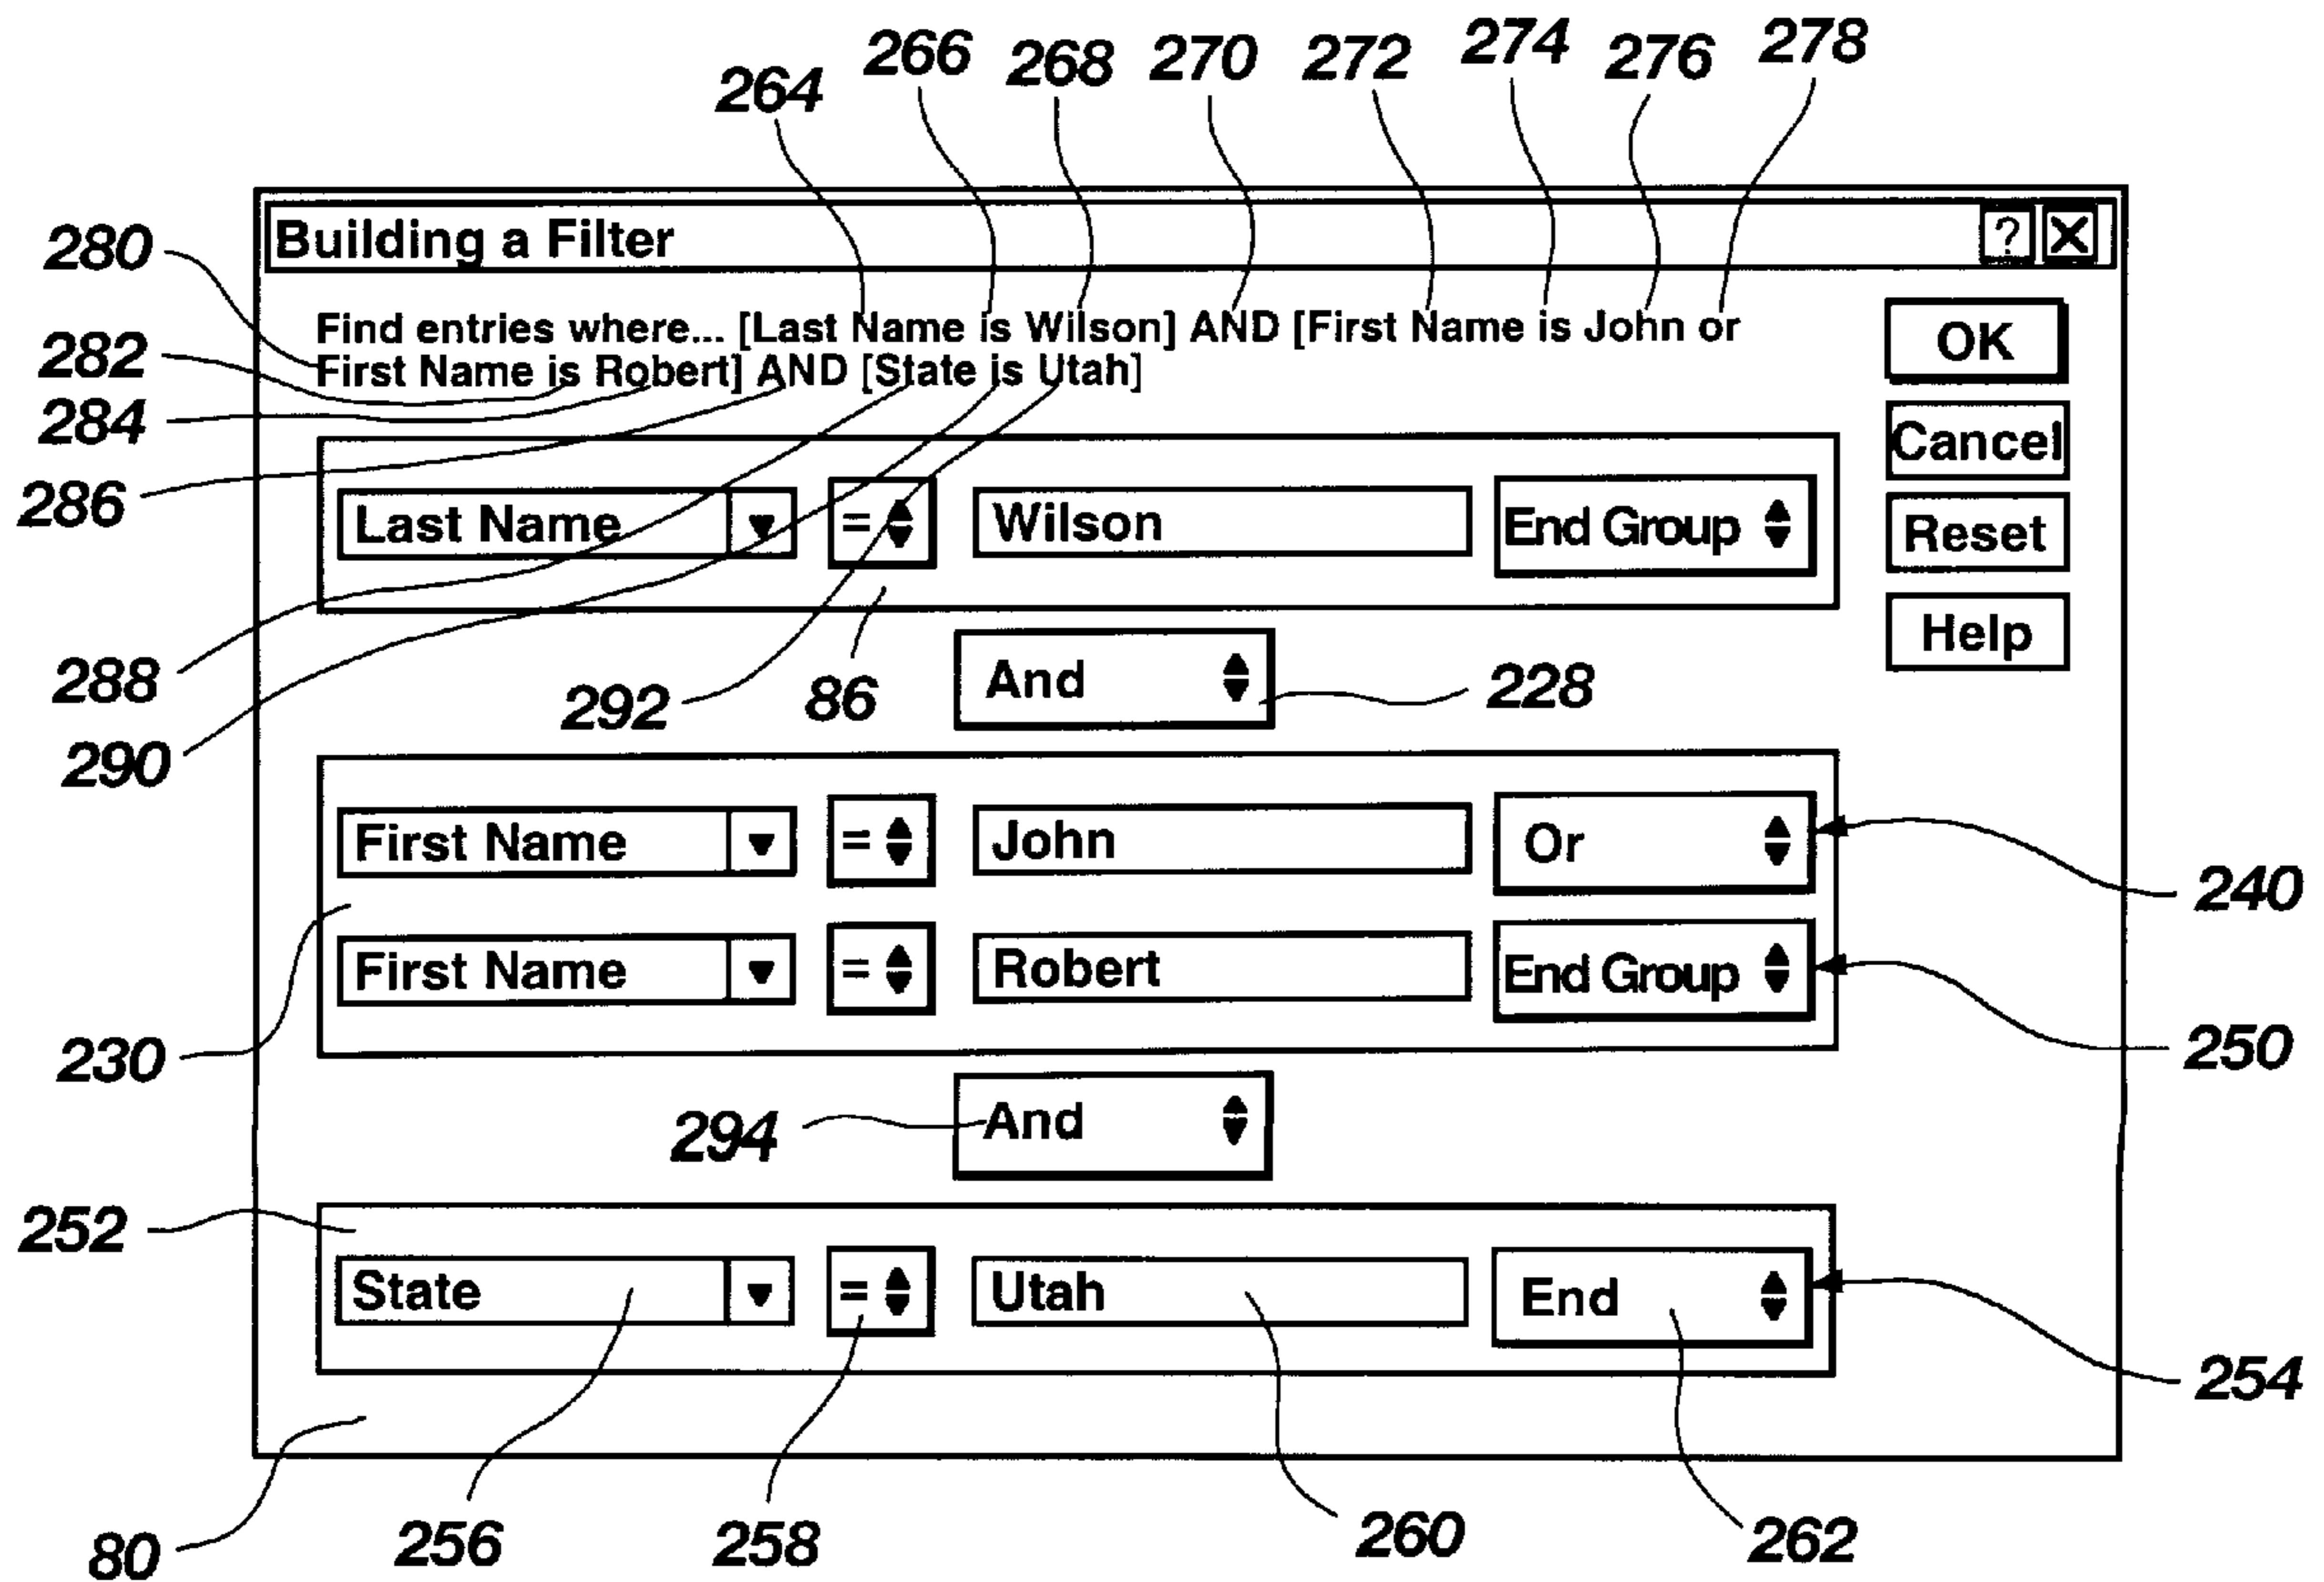 264 266 268 270 272 274 276 278
280 Building a Filter ?
282 Find entries where... [Last Name is Wilson] AND [First Name is John or OK
First Name is Robert] AND [State is Utah]
284 Cancel
286 Last Name = Wilson End Group Reset
Help
288 292 86 And 228
290
First Name = John Or
240
First Name = Robert End Group
230 250
294 And
252
State = Utah End
254
80 256 258 260 262